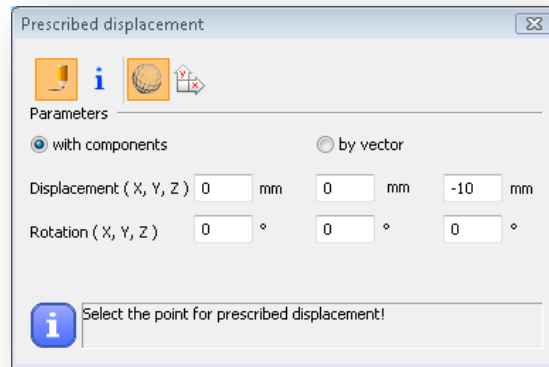 Prescribed displacement
Parameters
with components by vector
Displacement ( X, Y, Z ) 0 mm 0 mm -10 mm
Rotation ( X, Y, Z ) 0 ° 0 ° 0 °
Select the point for prescribed displacement!